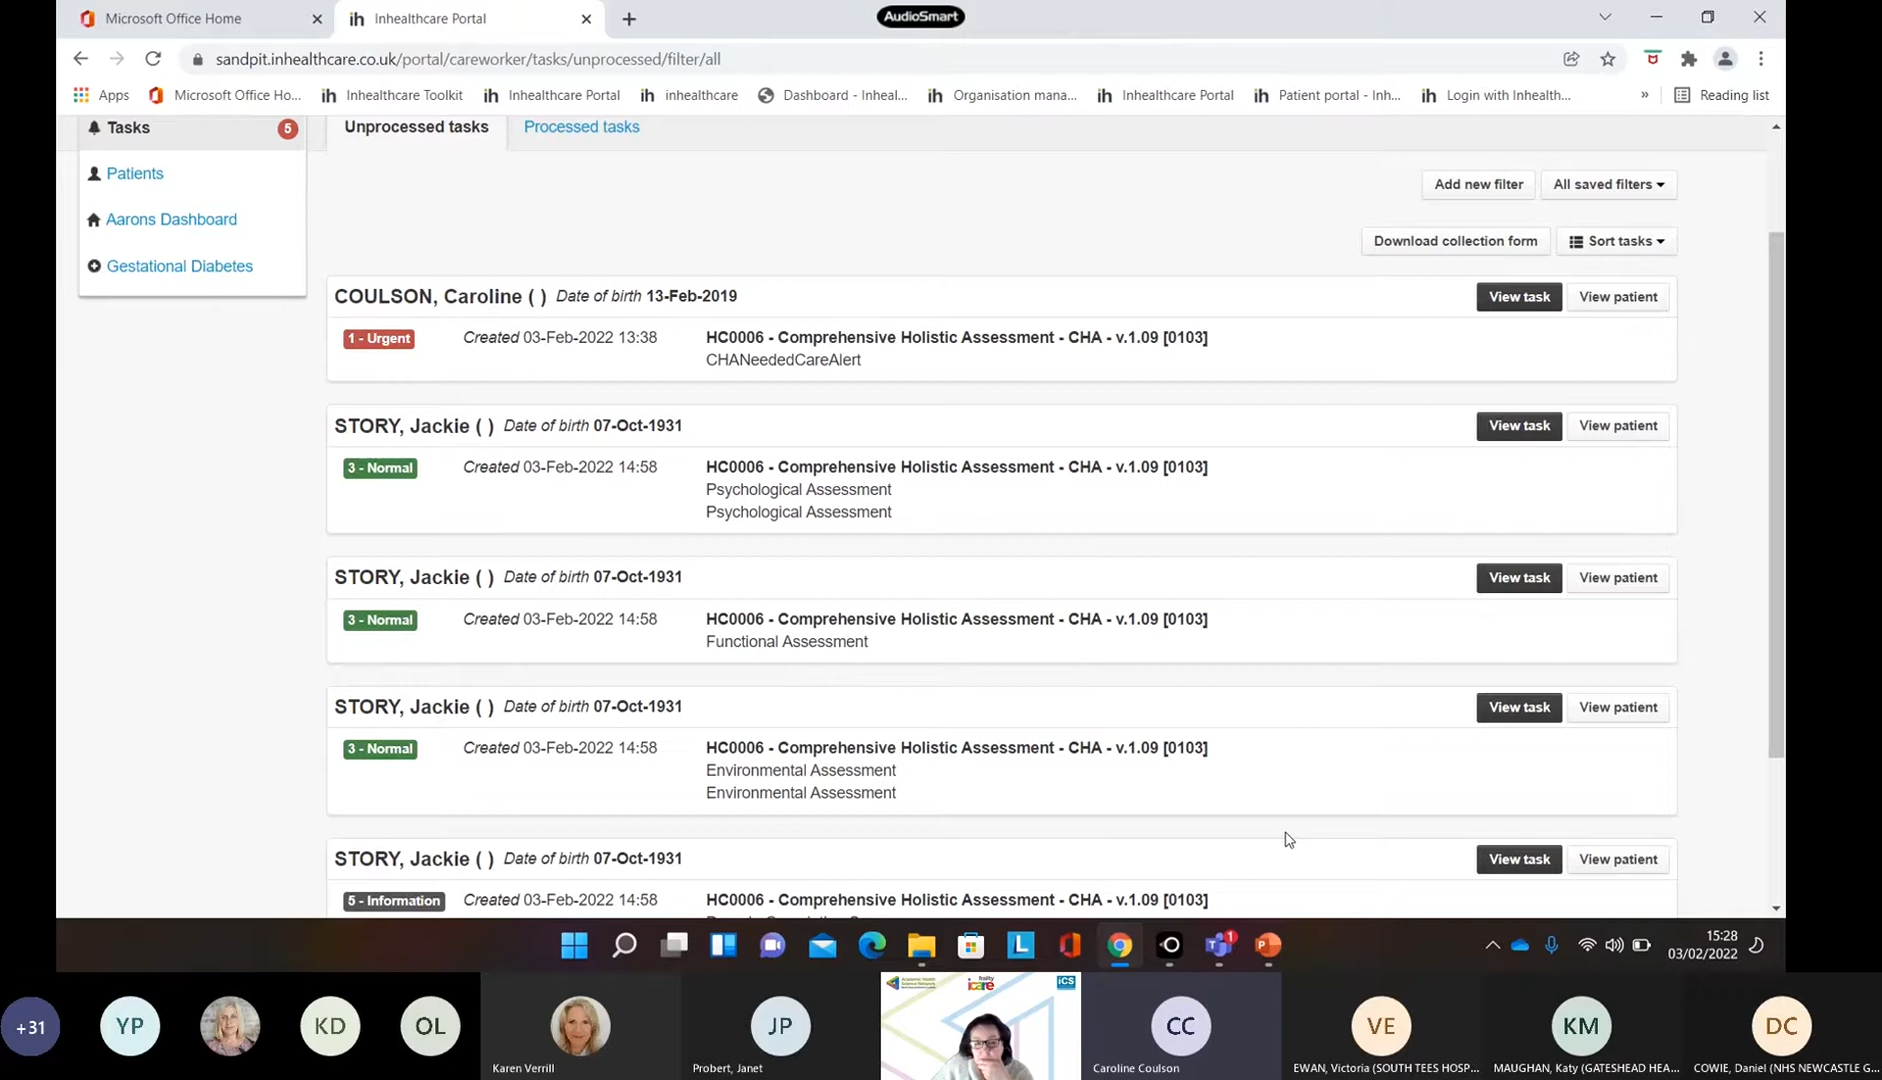 Microsoft Office Home
Inhealthcare Portal
AudioSmart
sandpit.inhealthcare.co.uk/portal/careworker/tasks/unprocessed/filter/all
Apps
Microsoft Office Ho...
Inhealthcare Toolkit
Inhealthcare Portal
inhealthcare
Dashboard - Inheal...
Organisation mana...
Inhealthcare Portal
Patient portal - Inh...
Login with Inhealth...
Reading list
Tasks 5
Patients
Aarons Dashboard
Gestational Diabetes
Unprocessed tasks
Processed tasks
Add new filter
All saved filters
Download collection form
Sort tasks
COULSON, Caroline ( ) Date of birth 13-Feb-2019
View task
View patient
1 - Urgent
Created 03-Feb-2022 13:38
HC0006 - Comprehensive Holistic Assessment - CHA - v.1.09 [0103]
CHANeededCareAlert
STORY, Jackie ( ) Date of birth 07-Oct-1931
View task
View patient
3 - Normal
Created 03-Feb-2022 14:58
HC0006 - Comprehensive Holistic Assessment - CHA - v.1.09 [0103]
Psychological Assessment
Psychological Assessment
STORY, Jackie ( ) Date of birth 07-Oct-1931
View task
View patient
3 - Normal
Created 03-Feb-2022 14:58
HC0006 - Comprehensive Holistic Assessment - CHA - v.1.09 [0103]
Functional Assessment
STORY, Jackie ( ) Date of birth 07-Oct-1931
View task
View patient
3 - Normal
Created 03-Feb-2022 14:58
HC0006 - Comprehensive Holistic Assessment - CHA - v.1.09 [0103]
Environmental Assessment
Environmental Assessment
STORY, Jackie ( ) Date of birth 07-Oct-1931
View task
View patient
5 - Information
Created 03-Feb-2022 14:58
HC0006 - Comprehensive Holistic Assessment - CHA - v.1.09 [0103]
15:28
03/02/2022
+31
YP
KD
OL
Karen Verrill
JP
Probert, Janet
frailty
icare
ICS
CC
Caroline Coulson
VE
EWAN, Victoria (SOUTH TEES HOSP...
KM
MAUGHAN, Katy (GATESHEAD HEA...
DC
COWIE, Daniel (NHS NEWCASTLE G...